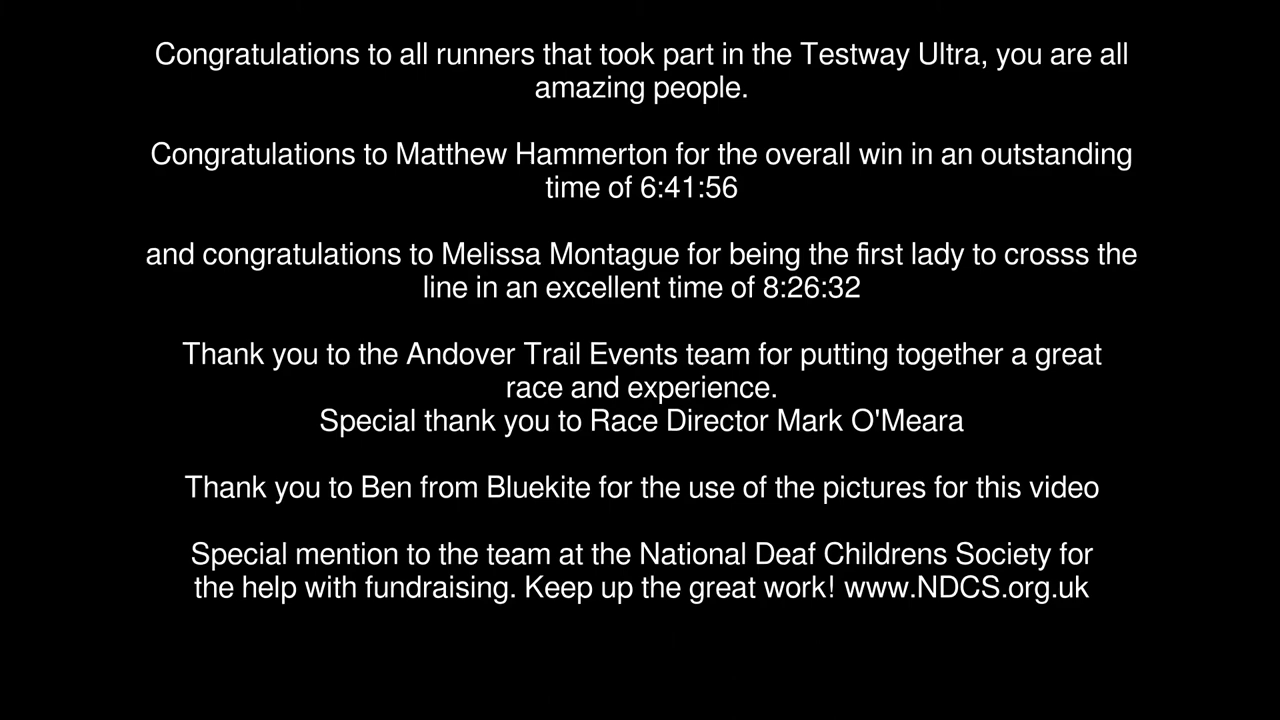 Congratulations to all runners that took part in the Testway Ultra, you are all
amazing people.
Congratulations to Matthew Hammerton for the overall win in an outstanding
time of 6:41:56
and congratulations to Melissa Montague for being the first lady to crosss the
line in an excellent time of 8:26:32
Thank you to the Andover Trail Events team for putting together a great
race and experience.
Special thank you to Race Director Mark O'Meara
Thank you to Ben from Bluekite for the use of the pictures for this video
Special mention to the team at the National Deaf Childrens Society for
the help with fundraising. Keep up the great work! www.NDCS.org.uk